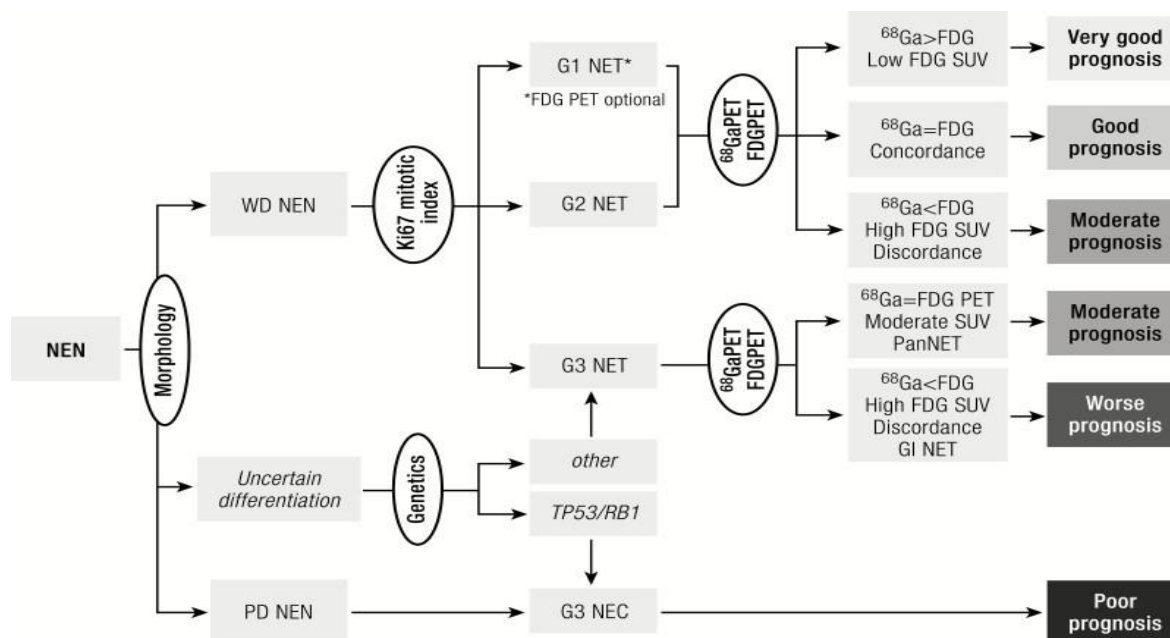 NEN
Morphology
WD NEN
Uncertain
differentiation
PD NEN
Ki67 mitotic
index
Genetics
G1 NET*
*FDG PET optional
G2 NET
G3 NET
other
TP53/RB1
G3 NEC
⁶⁸GaPET
FDGPET
⁶⁸GaPET
FDGPET
⁶⁸Ga>FDG
Low FDG SUV
⁶⁸Ga=FDG
Concordance
⁶⁸Ga<FDG
High FDG SUV
Discordance
⁶⁸Ga=FDG PET
Moderate SUV
PanNET
⁶⁸Ga<FDG
High FDG SUV
Discordance
GI NET
Very good
prognosis
Good
prognosis
Moderate
prognosis
Moderate
prognosis
Worse
prognosis
Poor
prognosis